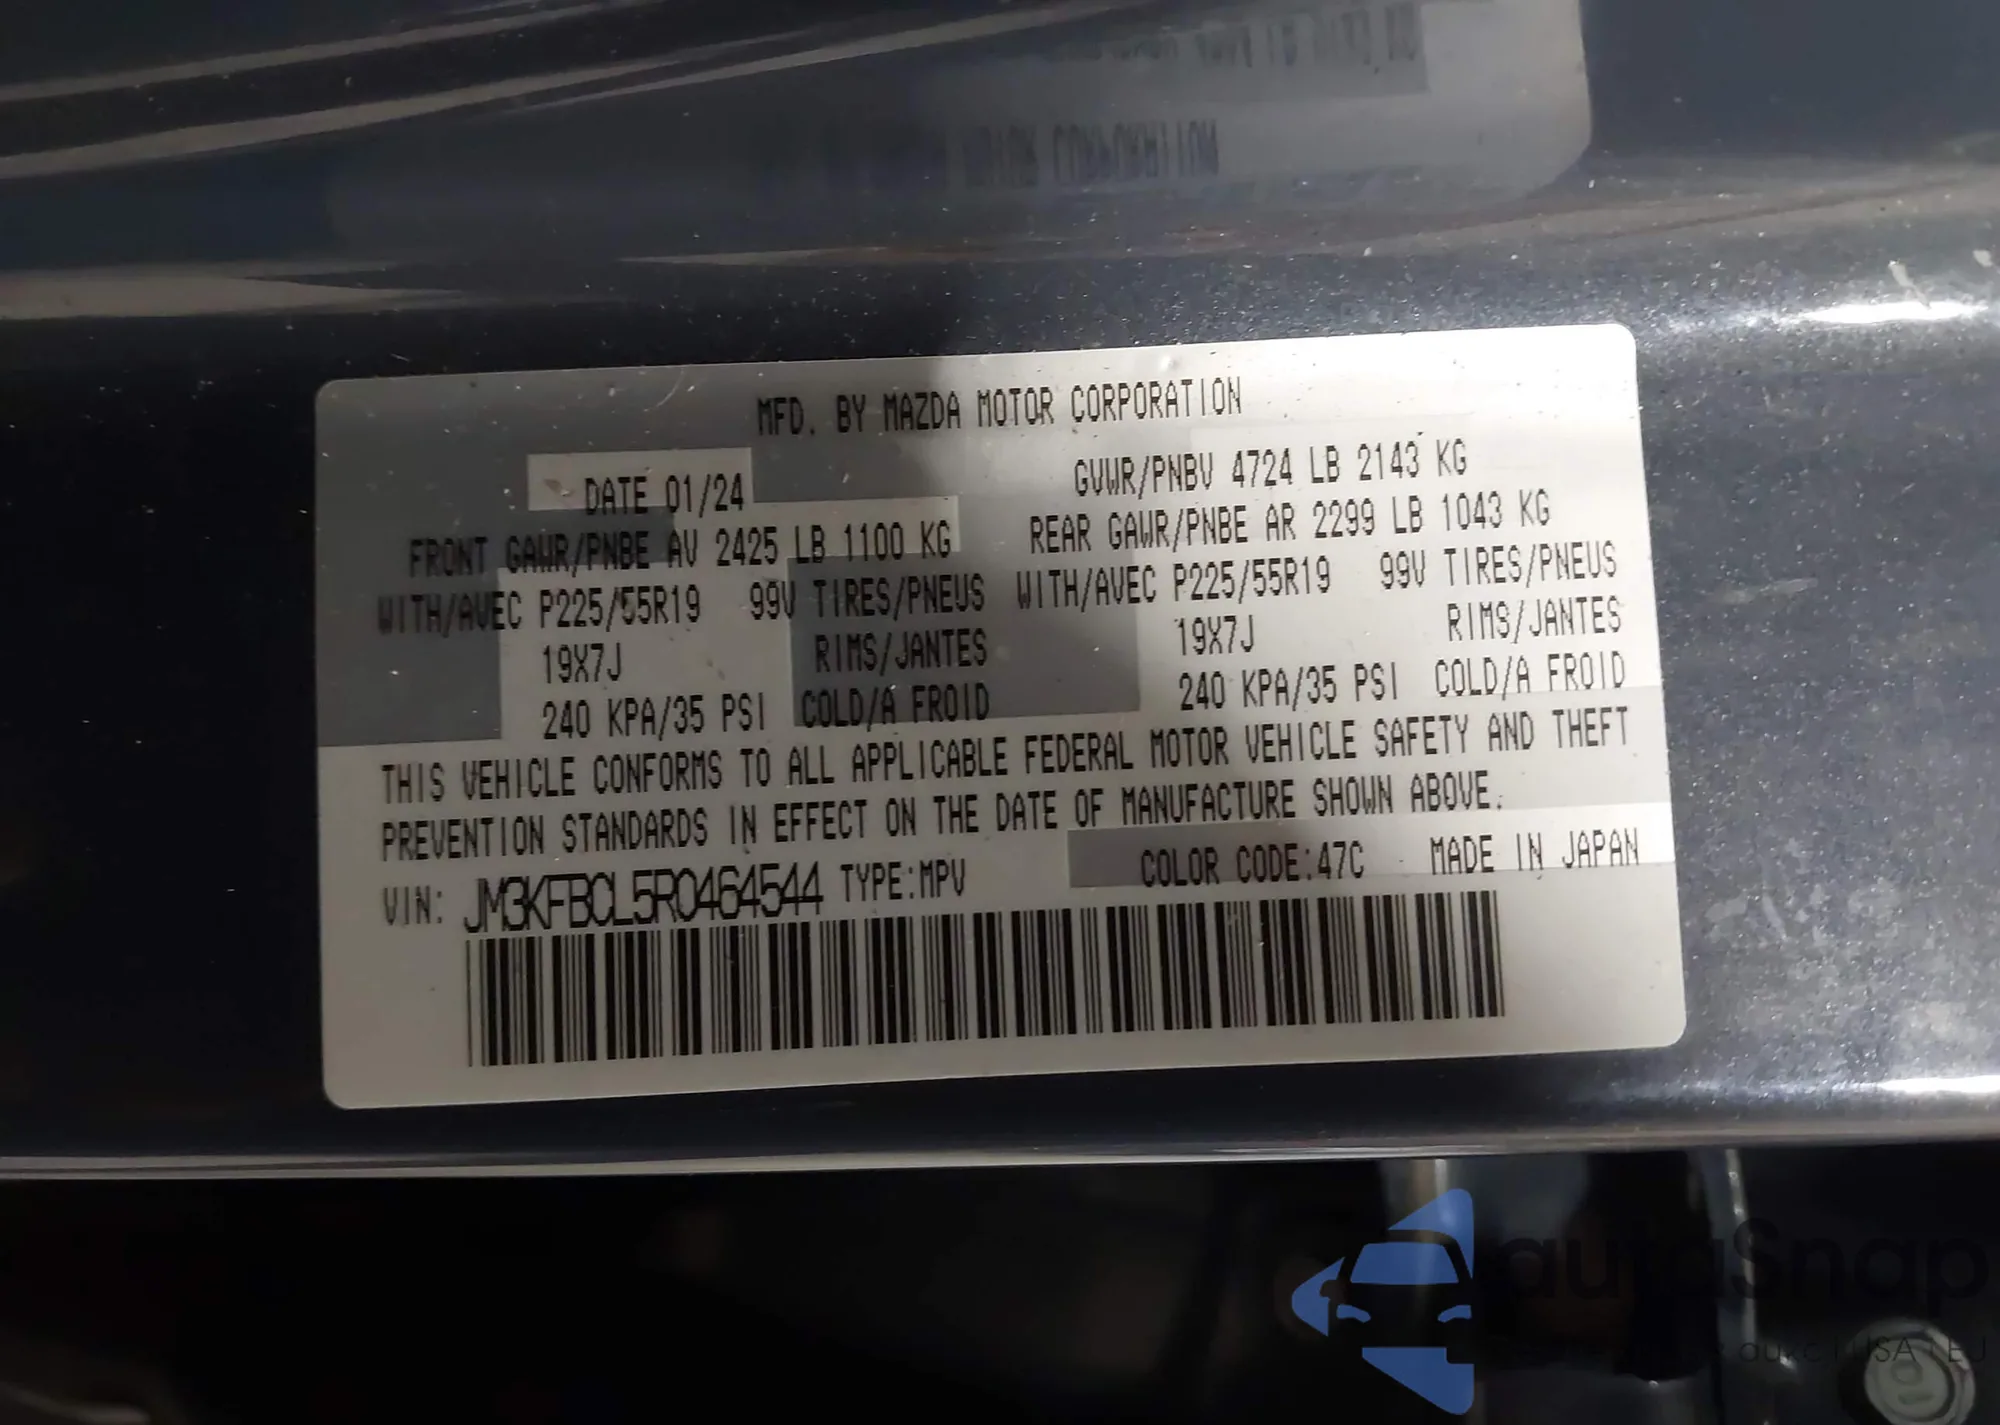 MFD. BY MAZDA MOTOR CORPORATION
DATE 01/24 GVWR/PNBV 4724 LB 2143 KG
FRONT GAWR/PNBE AV 2425 LB 1100 KG REAR GAWR/PNBE AR 2299 LB 1043 KG
WITH/AVEC P225/55R19 99V TIRES/PNEUS WITH/AVEC P225/55R19 99V TIRES/PNEUS
19X7J RIMS/JANTES 19X7J RIMS/JANTES
240 KPA/35 PSI COLD/A FROID 240 KPA/35 PSI COLD/A FROID
THIS VEHICLE CONFORMS TO ALL APPLICABLE FEDERAL MOTOR VEHICLE SAFETY AND THEFT
PREVENTION STANDARDS IN EFFECT ON THE DATE OF MANUFACTURE SHOWN ABOVE.
VIN: JM3KFBCL5R0464544 TYPE:MPV COLOR CODE:47C MADE IN JAPAN
autaSnap
USA i EU